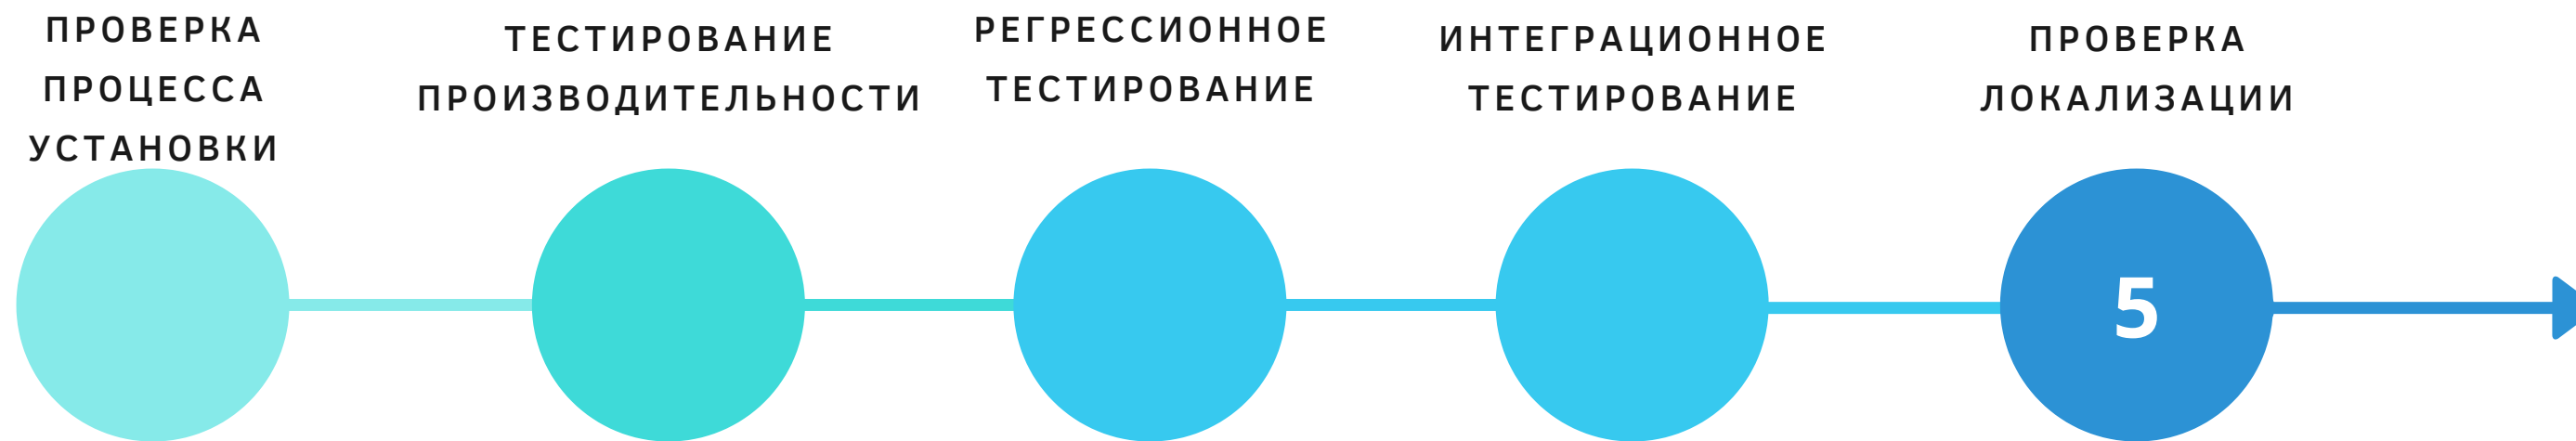 ПРОВЕРКА
ПРОЦЕССА
УСТАНОВКИ
ТЕСТИРОВАНИЕ
ПРОИЗВОДИТЕЛЬНОСТИ
РЕГРЕССИОННОЕ
ТЕСТИРОВАНИЕ
ИНТЕГРАЦИОННОЕ
ТЕСТИРОВАНИЕ
ПРОВЕРКА
ЛОКАЛИЗАЦИИ
5